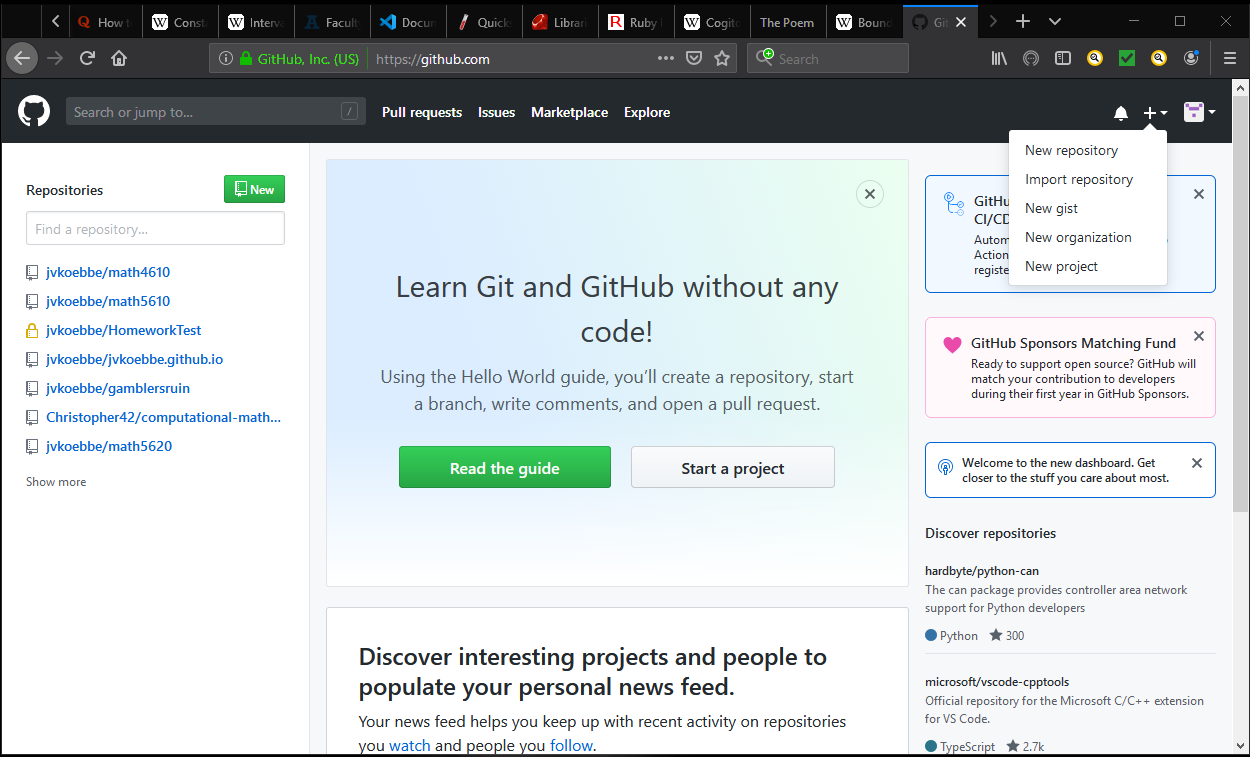 How t
Consta
Interva
Facult
Docum
Quicks
Librari
Ruby
Cogito
The Poem
Bound
Git
GitHub, Inc. (US)
https://github.com
Search
Search or jump to...
/
Pull requests
Issues
Marketplace
Explore
New repository
Import repository
New gist
New organization
New project
Repositories
New
Find a repository...
jvkoebbe/math4610
jvkoebbe/math5610
jvkoebbe/HomeworkTest
jvkoebbe/jvkoebbe.github.io
jvkoebbe/gamblersruin
Christopher42/computational-math...
jvkoebbe/math5620
Show more
Learn Git and GitHub without any
code!
Using the Hello World guide, you’ll create a repository, start
a branch, write comments, and open a pull request.
Read the guide
Start a project
Discover interesting projects and people to
populate your personal news feed.
Your news feed helps you keep up with recent activity on repositories
you watch and people you follow.
GitHu
CI/CD
Autom
Action
registe
GitHub Sponsors Matching Fund
Ready to support open source? GitHub will
match your contribution to developers
during their first year in GitHub Sponsors.
Welcome to the new dashboard. Get
closer to the stuff you care about most.
Discover repositories
hardbyte/python-can
The can package provides controller area network
support for Python developers
Python 300
microsoft/vscode-cpptools
Official repository for the Microsoft C/C++ extension
for VS Code.
TypeScript 2.7k